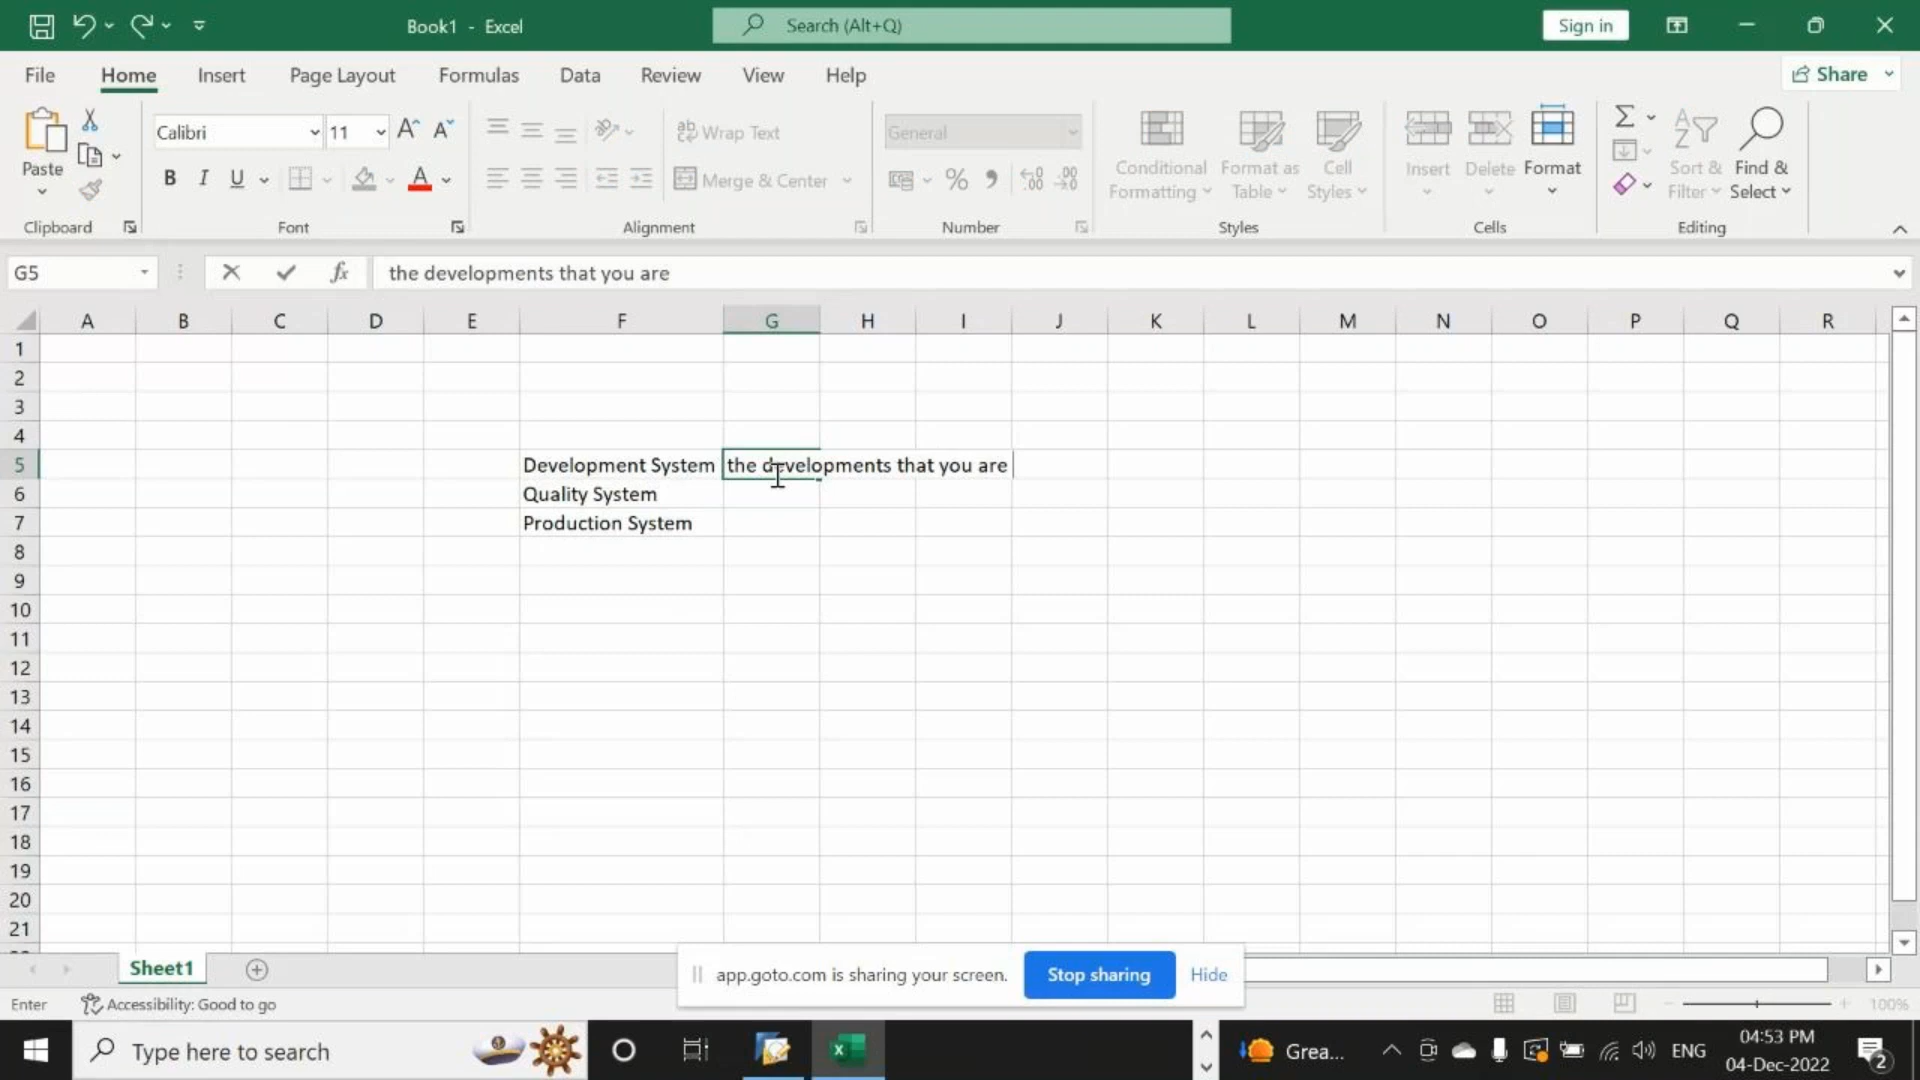 Book1 - Excel
Search (Alt+Q)
Sign in
File Home Insert Page Layout Formulas Data Review View Help
Share
Paste
Calibri 11
Wrap Text
General
B I U
Merge & Center
Conditional Formatting
Format as Table
Cell Styles
Insert Delete Format
Sort & Filter
Find & Select
Clipboard Font Alignment Number Styles Cells Editing
G5 fx the developments that you are
A B C D E F G H I J K L M N O P Q R
1
2
3
4
5 Development System the developments that you are
6 Quality System
7 Production System
8
9
10
11
12
13
14
15
16
17
18
19
20
21
Sheet1
app.goto.com is sharing your screen. Stop sharing Hide
Enter Accessibility: Good to go 100%
Type here to search
Grea...
ENG
04:53 PM
04-Dec-2022
2